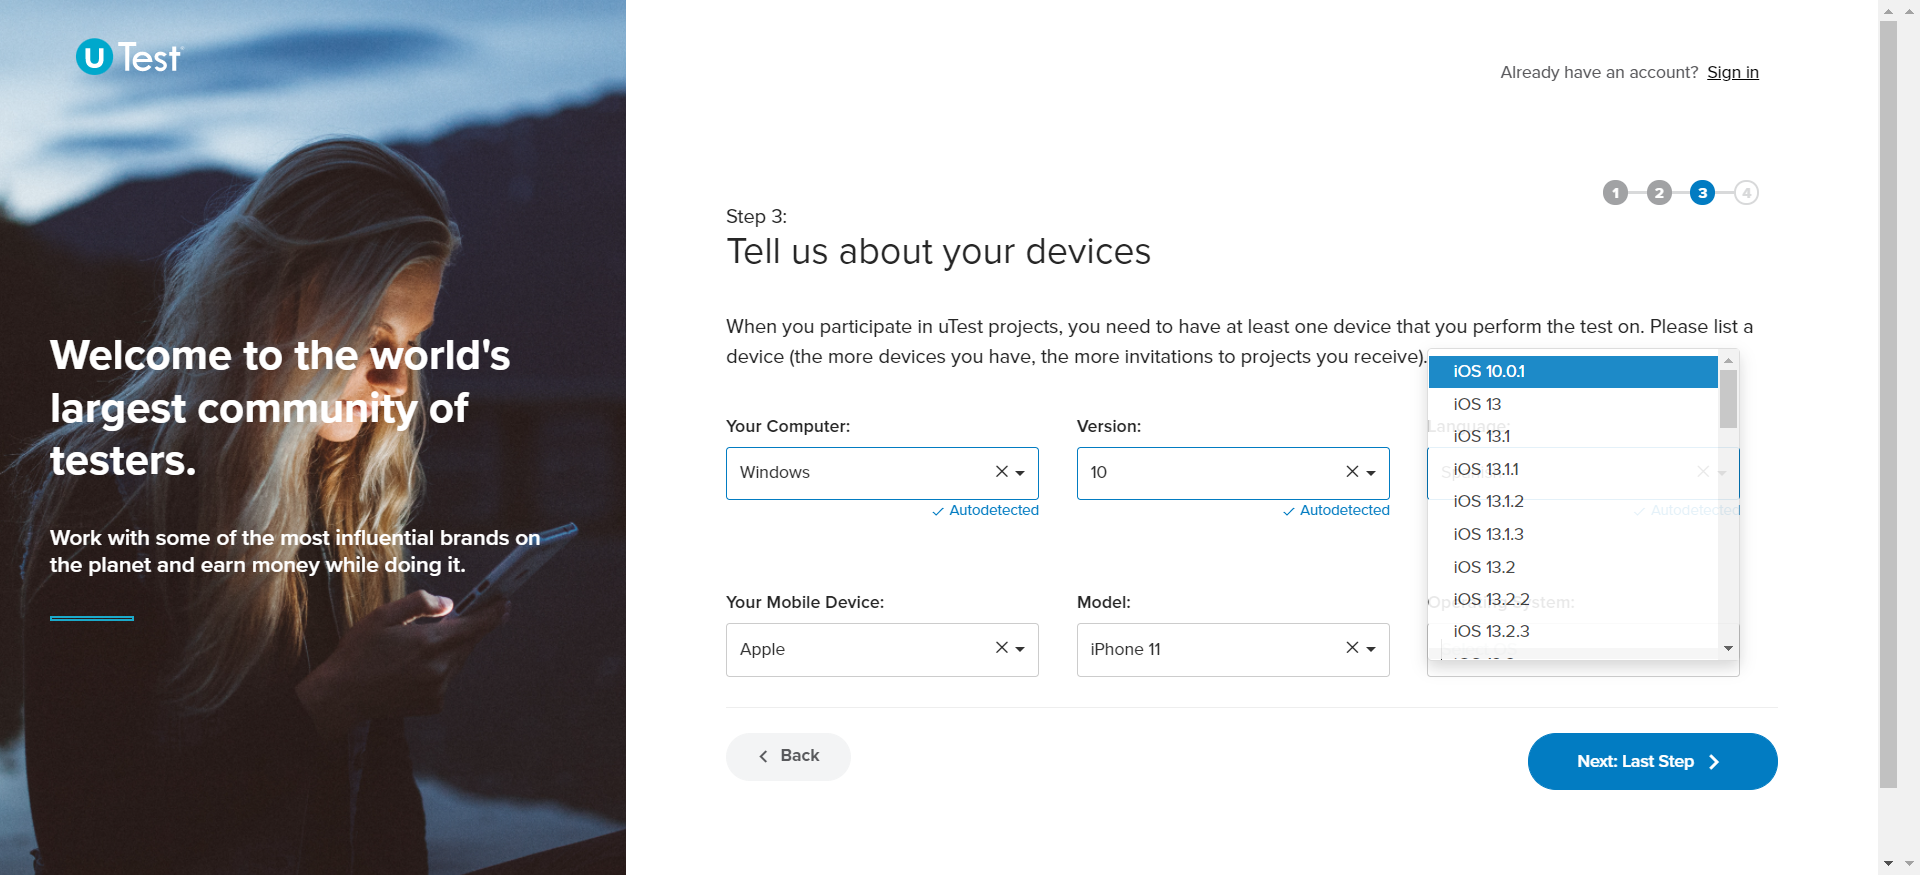 uTest
Already have an account? Sign in
1 2 3 4
Step 3:
Tell us about your devices
When you participate in uTest projects, you need to have at least one device that you perform the test on. Please list a
device (the more devices you have, the more invitations to projects you receive).
Welcome to the world's
largest community of
testers.
Work with some of the most influential brands on
the planet and earn money while doing it.
Your Computer:
Windows
Autodetected
Version:
10
Autodetected
Language:
Autodetected
Your Mobile Device:
Apple
Model:
iPhone 11
Operating System:
iOS 10.0.1
iOS 13
iOS 13.1
iOS 13.1.1
iOS 13.1.2
iOS 13.1.3
iOS 13.2
iOS 13.2.2
iOS 13.2.3
Back
Next: Last Step